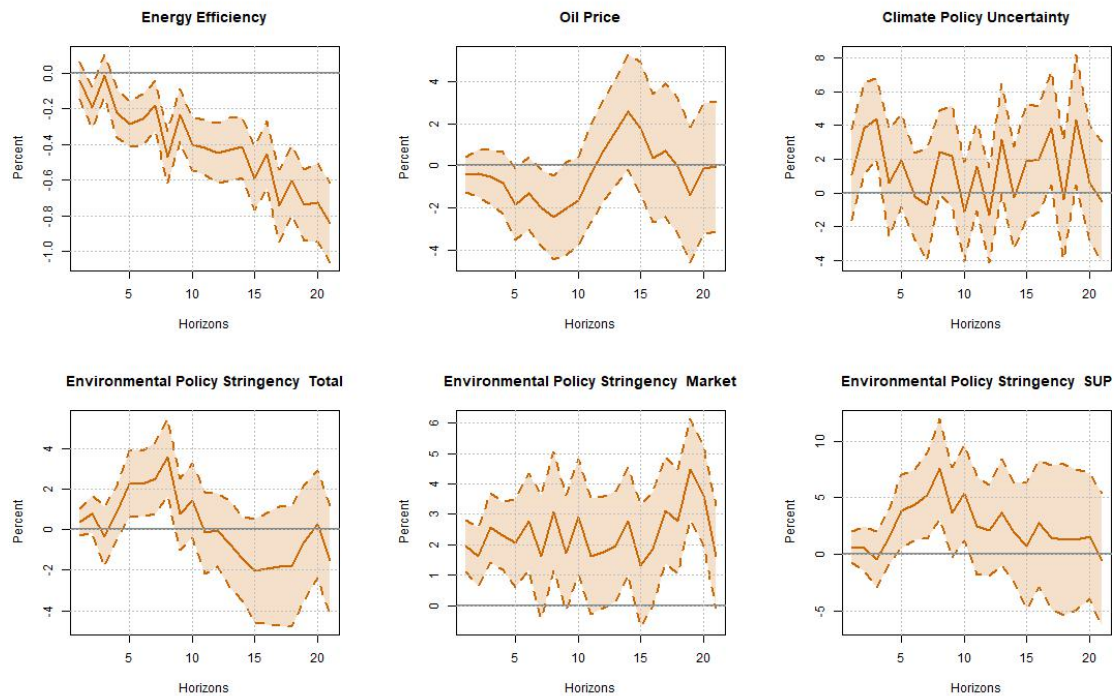 Energy Efficiency
Oil Price
Climate Policy Uncertainty
Percent
0.0
-0.2
-0.4
-0.6
-0.8
-1.0
5 10 15 20
Horizons
Percent
4
2
0
-2
-4
5 10 15 20
Horizons
Percent
8
6
4
2
0
-2
-4
5 10 15 20
Horizons
Environmental Policy Stringency Total
Environmental Policy Stringency Market
Environmental Policy Stringency SUP
Percent
4
2
0
-2
-4
5 10 15 20
Horizons
Percent
6
5
4
3
2
1
0
5 10 15 20
Horizons
Percent
10
5
0
-5
5 10 15 20
Horizons